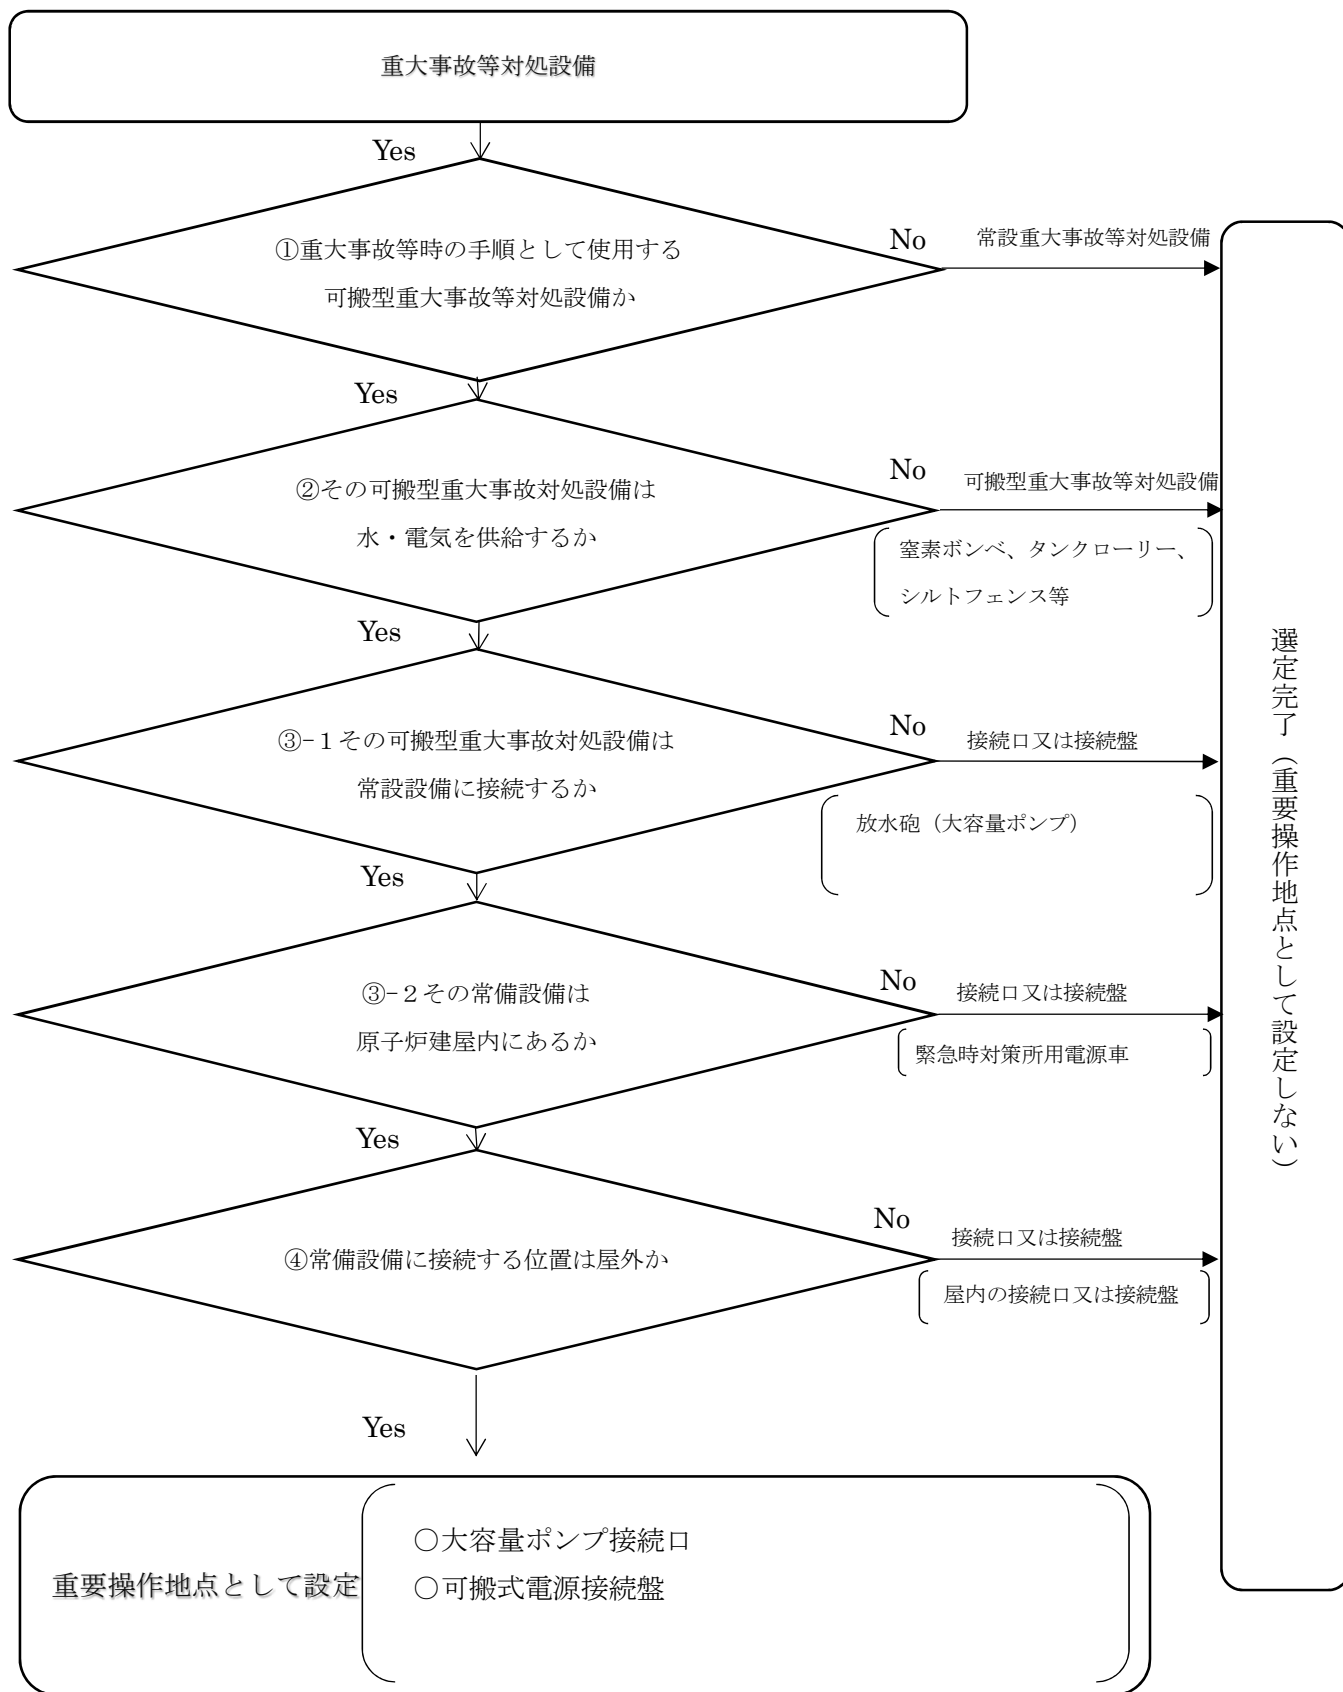 重大事故等対処設備
Yes
①重大事故等時の手順として使用する
可搬型重大事故等対処設備か
No
常設重大事故等対処設備
Yes
②その可搬型重大事故対処設備は
水・電気を供給するか
No
可搬型重大事故等対処設備
窒素ボンベ、タンクローリー、
シルトフェンス等
Yes
③-１その可搬型重大事故対処設備は
常設設備に接続するか
No
接続口又は接続盤
放水砲（大容量ポンプ）
Yes
③-２その常備設備は
原子炉建屋内にあるか
No
接続口又は接続盤
緊急時対策所用電源車
Yes
④常備設備に接続する位置は屋外か
No
接続口又は接続盤
屋内の接続口又は接続盤
Yes
重要操作地点として設定
○大容量ポンプ接続口
○可搬式電源接続盤
選定完了（重要操作地点として設定しない）